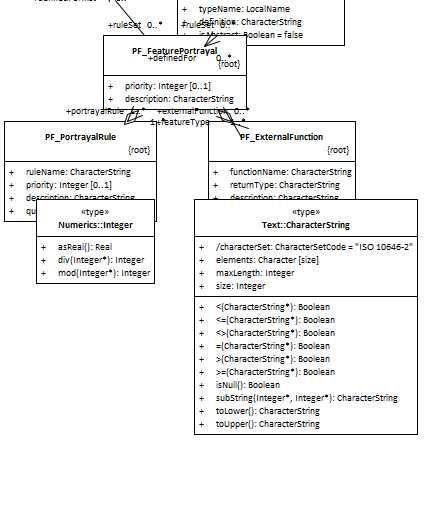 +ruleSet 0..*
+ruleSet 0..*
+ typeName: LocalName
+ definition: CharacterString
+ isAbstract: Boolean = false
PF_FeaturePortrayal
+definedFor 0..*
{root}
+ priority: Integer [0..1]
+ description: CharacterString
+portrayalRule
+externalFunction 0..*
+featureType
PF_PortrayalRule
{root}
+ ruleName: CharacterString
+ priority: Integer [0..1]
+ description: CharacterString
+
PF_ExternalFunction
{root}
+ functionName: CharacterString
+ returnType: CharacterString
+ description: CharacterString
«type»
Numerics::Integer
+ asReal(): Real
+ div(Integer*): Integer
+ mod(Integer*): Integer
«type»
Text::CharacterString
+ /characterSet: CharacterSetCode = "ISO 10646-2"
+ elements: Character [size]
+ maxLength: Integer
+ size: Integer
+ <(CharacterString*): Boolean
+ <=(CharacterString*): Boolean
+ <>(CharacterString*): Boolean
+ =(CharacterString*): Boolean
+ >(CharacterString*): Boolean
+ >=(CharacterString*): Boolean
+ isNull(): Boolean
+ subString(Integer*, Integer*): CharacterString
+ toLower(): CharacterString
+ toUpper(): CharacterString